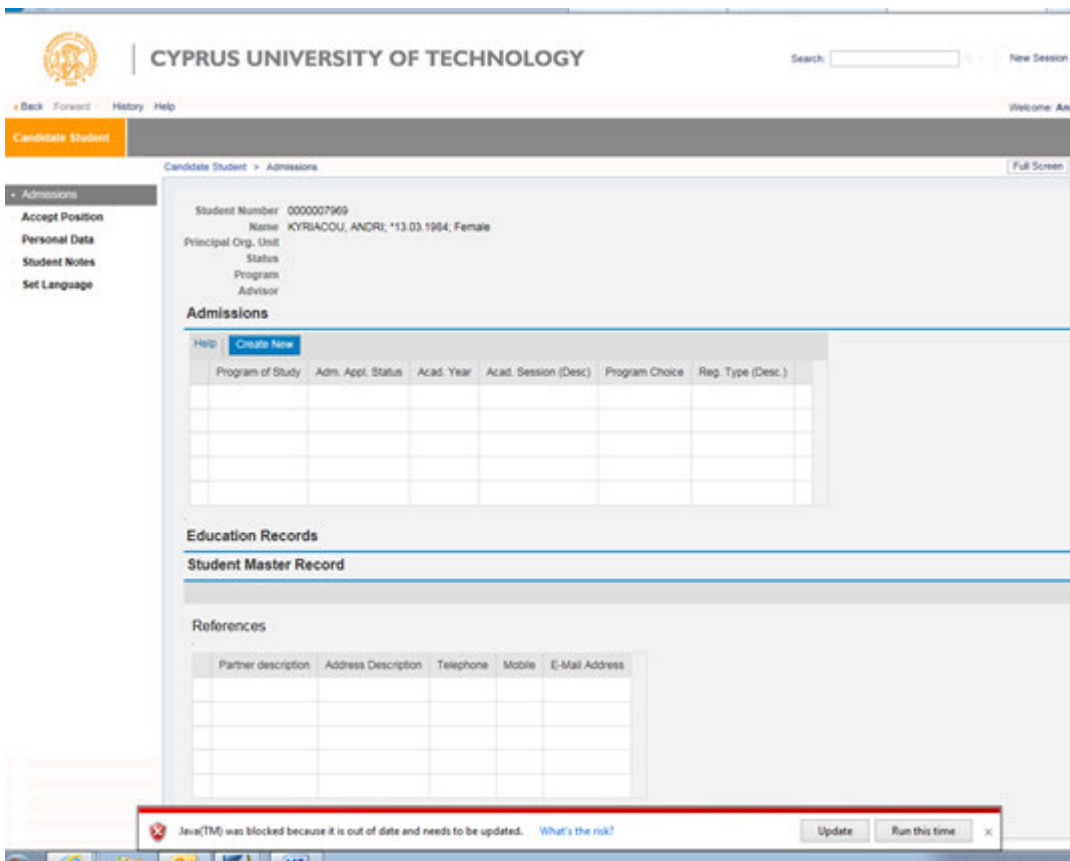 CYPRUS UNIVERSITY OF TECHNOLOGY
Search:
New Session
Back Forward History Help
Welcome:
Candidate Student
Candidate Student > Admissions
Full Screen
Admissions
Accept Position
Personal Data
Student Notes
Set Language
Student Number 0000007969
Name KYRIACOU, ANDRI; *13.03.1984; Female
Principal Org. Unit
Status
Program
Advisor
Admissions
Help Create New
Program of Study Adm. Appl. Status Acad. Year Acad. Session (Desc) Program Choice Reg. Type (Desc.)
Education Records
Student Master Record
References
Partner description Address Description Telephone Mobile E-Mail Address
Java(TM) was blocked because it is out of date and needs to be updated. What's the risk? Update Run this time